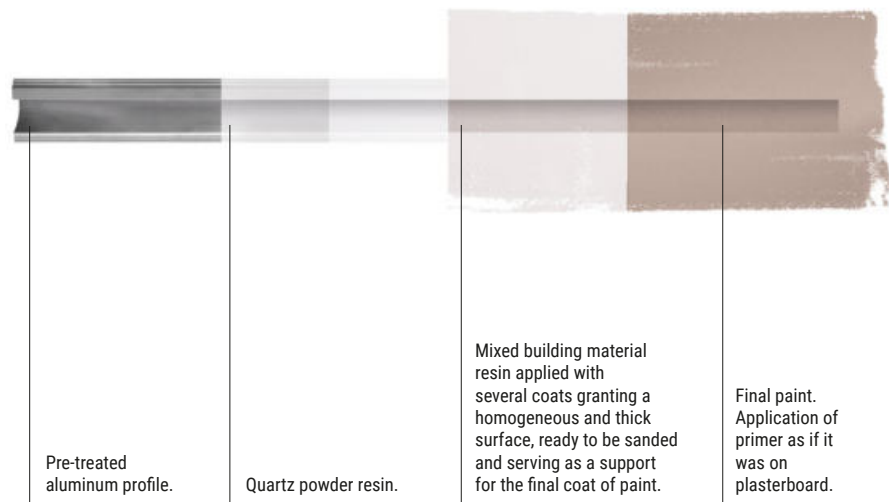 Pre-treated
aluminum profile.
Quartz powder resin.
Mixed building material
resin applied with
several coats granting a
homogeneous and thick
surface, ready to be sanded
and serving as a support
for the final coat of paint.
Final paint.
Application of
primer as if it
was on
plasterboard.